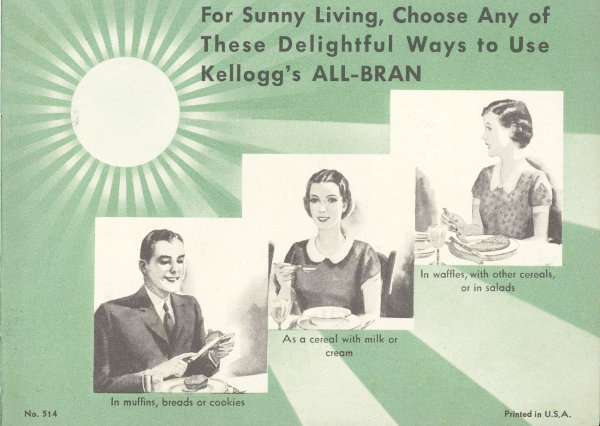 For Sunny Living, Choose Any of
These Delightful Ways to Use
Kellogg's ALL-BRAN
In waffles, with other cereals,
or in salads
As a cereal with milk or
cream
In muffins, breads or cookies
No. 514
Printed in U.S.A.